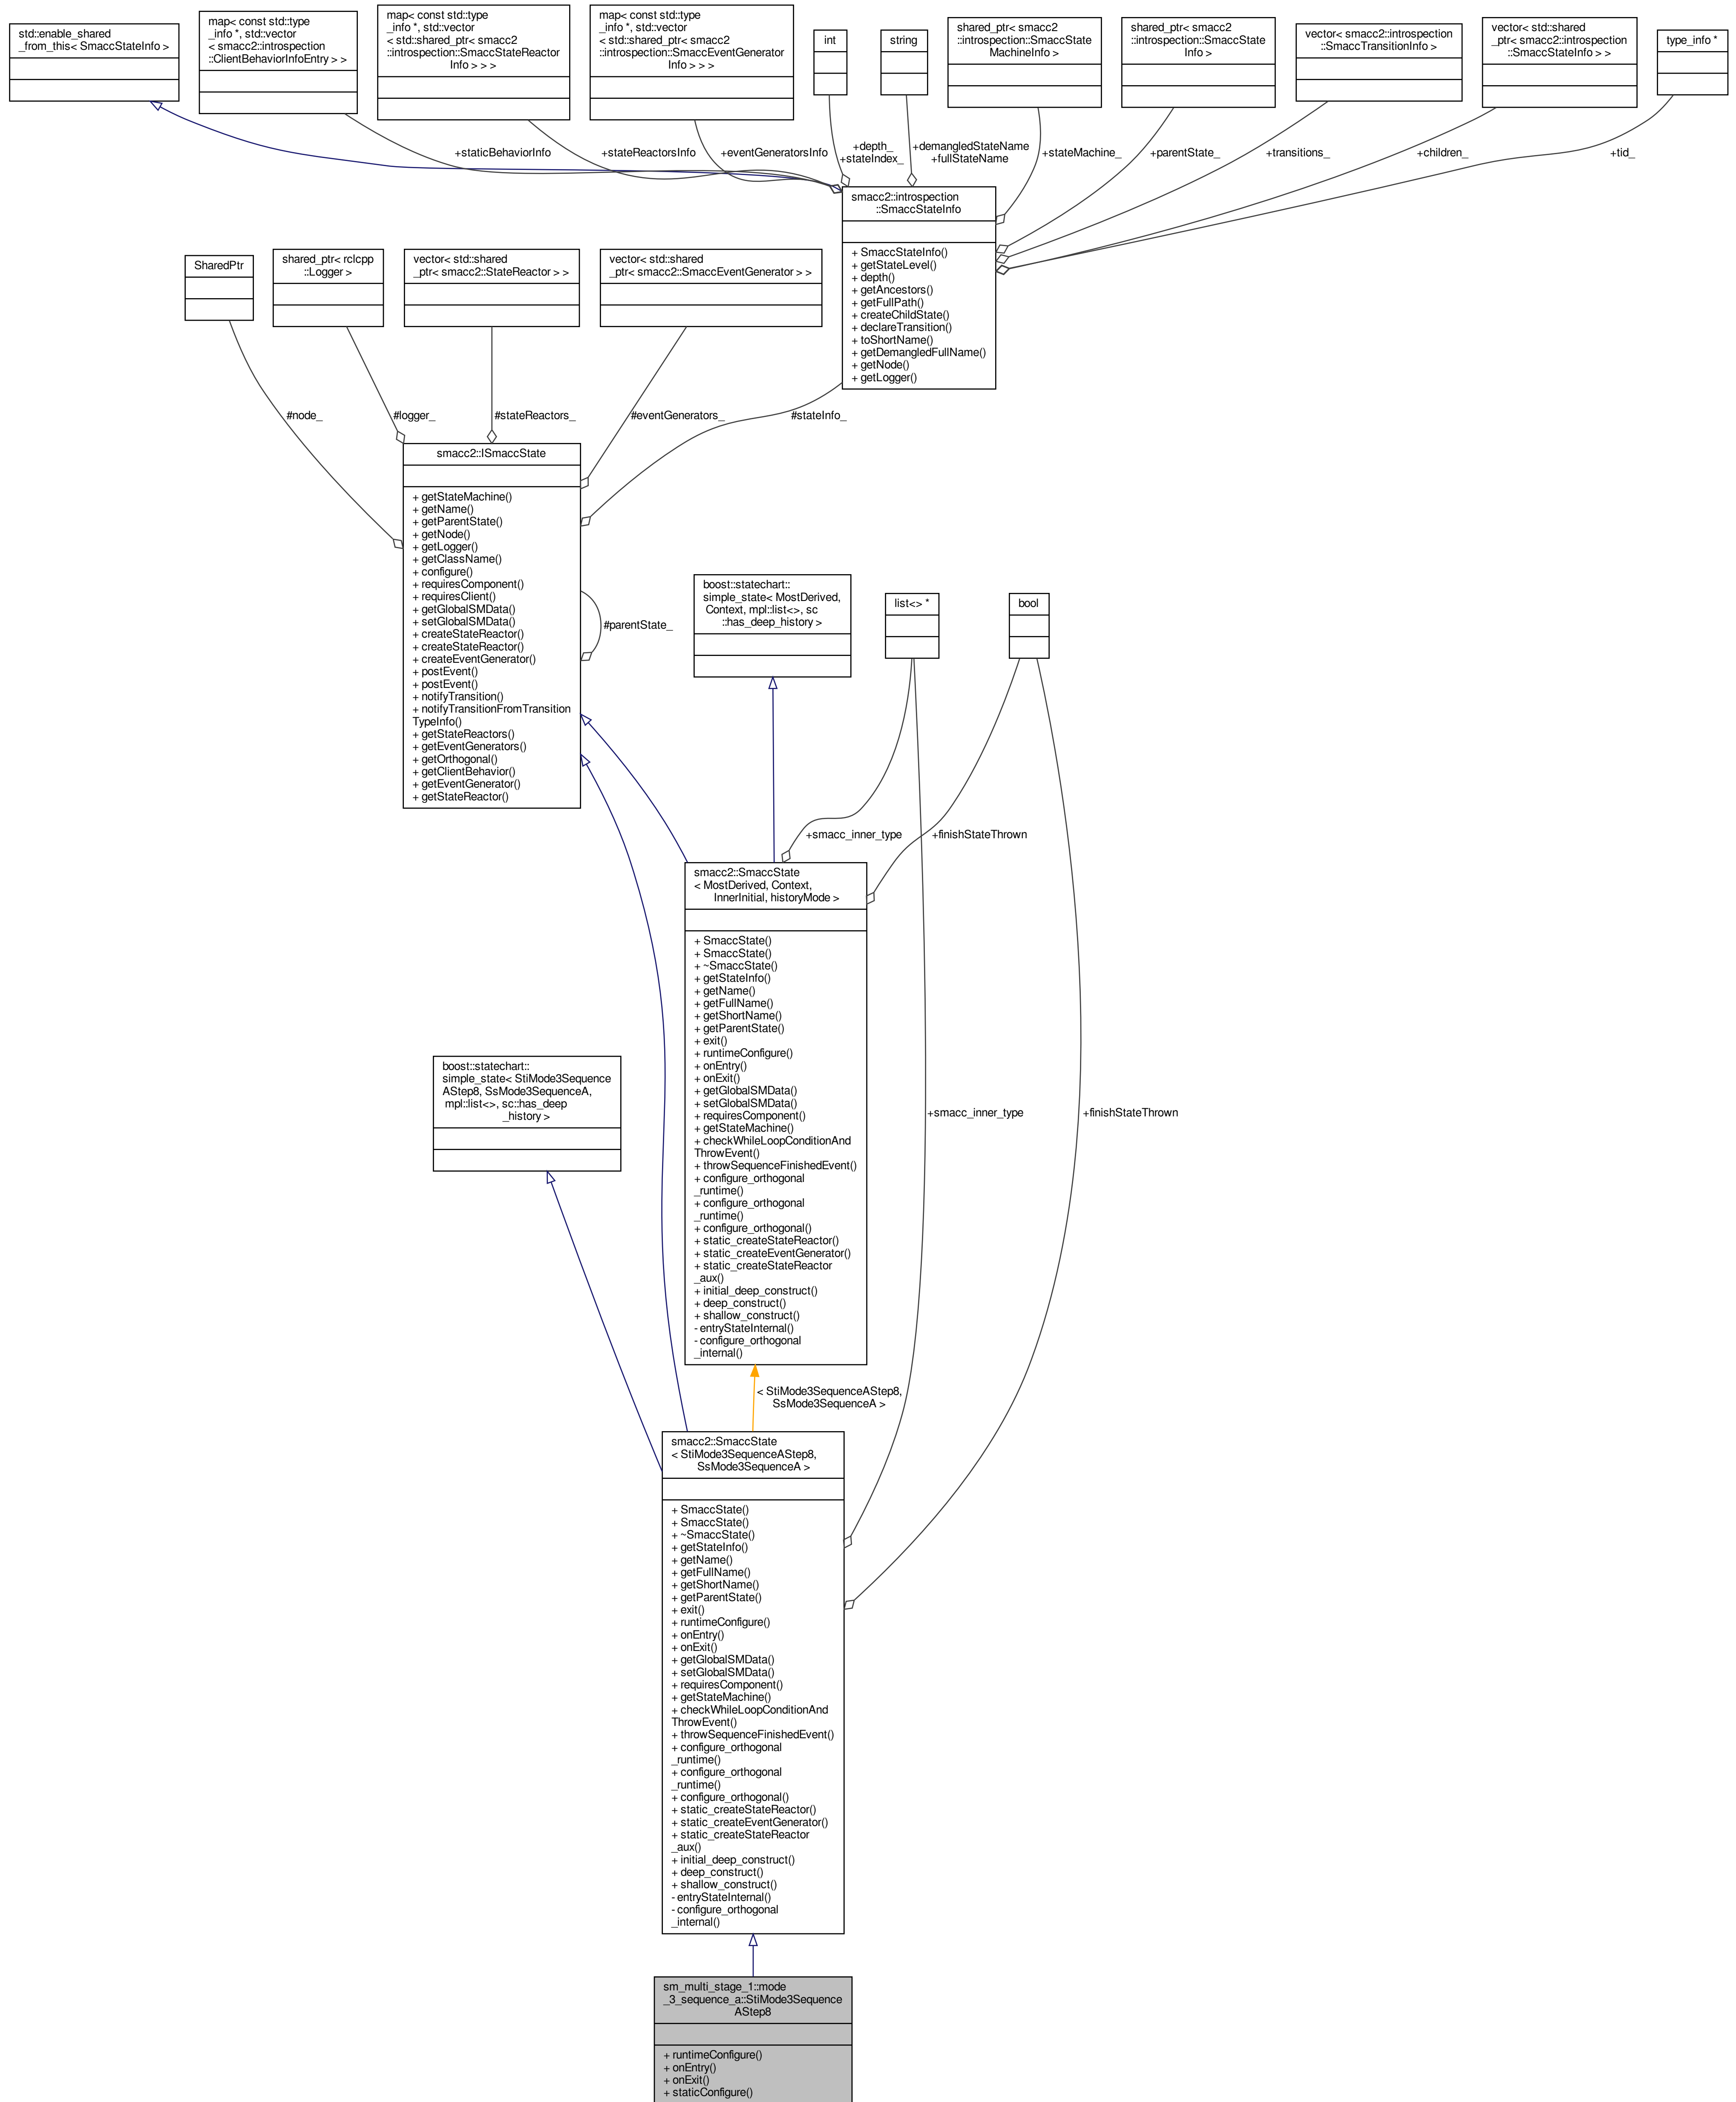 std::enable_shared
_from_this< SmaccStateInfo >
map< const std::type
_info *, std::vector
< smacc2::introspection
::ClientBehaviorInfoEntry > >
map< const std::type
_info *, std::vector
< std::shared_ptr< smacc2
::introspection::SmaccStateReactor
Info > > >
map< const std::type
_info *, std::vector
< std::shared_ptr< smacc2
::introspection::SmaccEventGenerator
Info > > >
int
string
shared_ptr< smacc2
::introspection::SmaccState
MachineInfo >
shared_ptr< smacc2
::introspection::SmaccState
Info >
vector< smacc2::introspection
::SmaccTransitionInfo >
vector< std::shared
_ptr< smacc2::introspection
::SmaccStateInfo > >
type_info *
+staticBehaviorInfo
+stateReactorsInfo
+eventGeneratorsInfo
+depth_
+stateIndex_
+demangledStateName
+fullStateName
+stateMachine_
+parentState_
+transitions_
+children_
+tid_
smacc2::introspection
::SmaccStateInfo
+ SmaccStateInfo()
+ getStateLevel()
+ depth()
+ getAncestors()
+ getFullPath()
+ createChildState()
+ declareTransition()
+ toShortName()
+ getDemangledFullName()
+ getNode()
+ getLogger()
SharedPtr
shared_ptr< rclcpp
::Logger >
vector< std::shared
_ptr< smacc2::StateReactor > >
vector< std::shared
_ptr< smacc2::SmaccEventGenerator > >
#node_
#logger_
#stateReactors_
#eventGenerators_
#stateInfo_
smacc2::ISmaccState
+ getStateMachine()
+ getName()
+ getParentState()
+ getNode()
+ getLogger()
+ getClassName()
+ configure()
+ requiresComponent()
+ requiresClient()
+ getGlobalSMData()
+ setGlobalSMData()
+ createStateReactor()
+ createStateReactor()
+ createEventGenerator()
+ postEvent()
+ postEvent()
+ notifyTransition()
+ notifyTransitionFromTransition
TypeInfo()
+ getStateReactors()
+ getEventGenerators()
+ getOrthogonal()
+ getClientBehavior()
+ getEventGenerator()
+ getStateReactor()
#parentState_
boost::statechart::
simple_state< MostDerived,
Context, mpl::list<>, sc
::has_deep_history >
list<> *
bool
+smacc_inner_type
+finishStateThrown
smacc2::SmaccState
< MostDerived, Context,
InnerInitial, historyMode >
+ SmaccState()
+ SmaccState()
+ ~SmaccState()
+ getStateInfo()
+ getName()
+ getFullName()
+ getShortName()
+ getParentState()
+ exit()
+ runtimeConfigure()
+ onEntry()
+ onExit()
+ getGlobalSMData()
+ setGlobalSMData()
+ requiresComponent()
+ getStateMachine()
+ checkWhileLoopConditionAnd
ThrowEvent()
+ throwSequenceFinishedEvent()
+ configure_orthogonal
_runtime()
+ configure_orthogonal
_runtime()
+ configure_orthogonal()
+ static_createStateReactor()
+ static_createEventGenerator()
+ static_createStateReactor
_aux()
+ initial_deep_construct()
+ deep_construct()
+ shallow_construct()
- entryStateInternal()
- configure_orthogonal
_internal()
boost::statechart::
simple_state< StiMode3Sequence
AStep8, SsMode3SequenceA,
mpl::list<>, sc::has_deep
_history >
+smacc_inner_type
+finishStateThrown
< StiMode3SequenceAStep8,
SsMode3SequenceA >
smacc2::SmaccState
< StiMode3SequenceAStep8,
SsMode3SequenceA >
+ SmaccState()
+ SmaccState()
+ ~SmaccState()
+ getStateInfo()
+ getName()
+ getFullName()
+ getShortName()
+ getParentState()
+ exit()
+ runtimeConfigure()
+ onEntry()
+ onExit()
+ getGlobalSMData()
+ setGlobalSMData()
+ requiresComponent()
+ getStateMachine()
+ checkWhileLoopConditionAnd
ThrowEvent()
+ throwSequenceFinishedEvent()
+ configure_orthogonal
_runtime()
+ configure_orthogonal
_runtime()
+ configure_orthogonal()
+ static_createStateReactor()
+ static_createEventGenerator()
+ static_createStateReactor
_aux()
+ initial_deep_construct()
+ deep_construct()
+ shallow_construct()
- entryStateInternal()
- configure_orthogonal
_internal()
sm_multi_stage_1::mode
_3_sequence_a::StiMode3Sequence
AStep8
+ runtimeConfigure()
+ onEntry()
+ onExit()
+ staticConfigure()